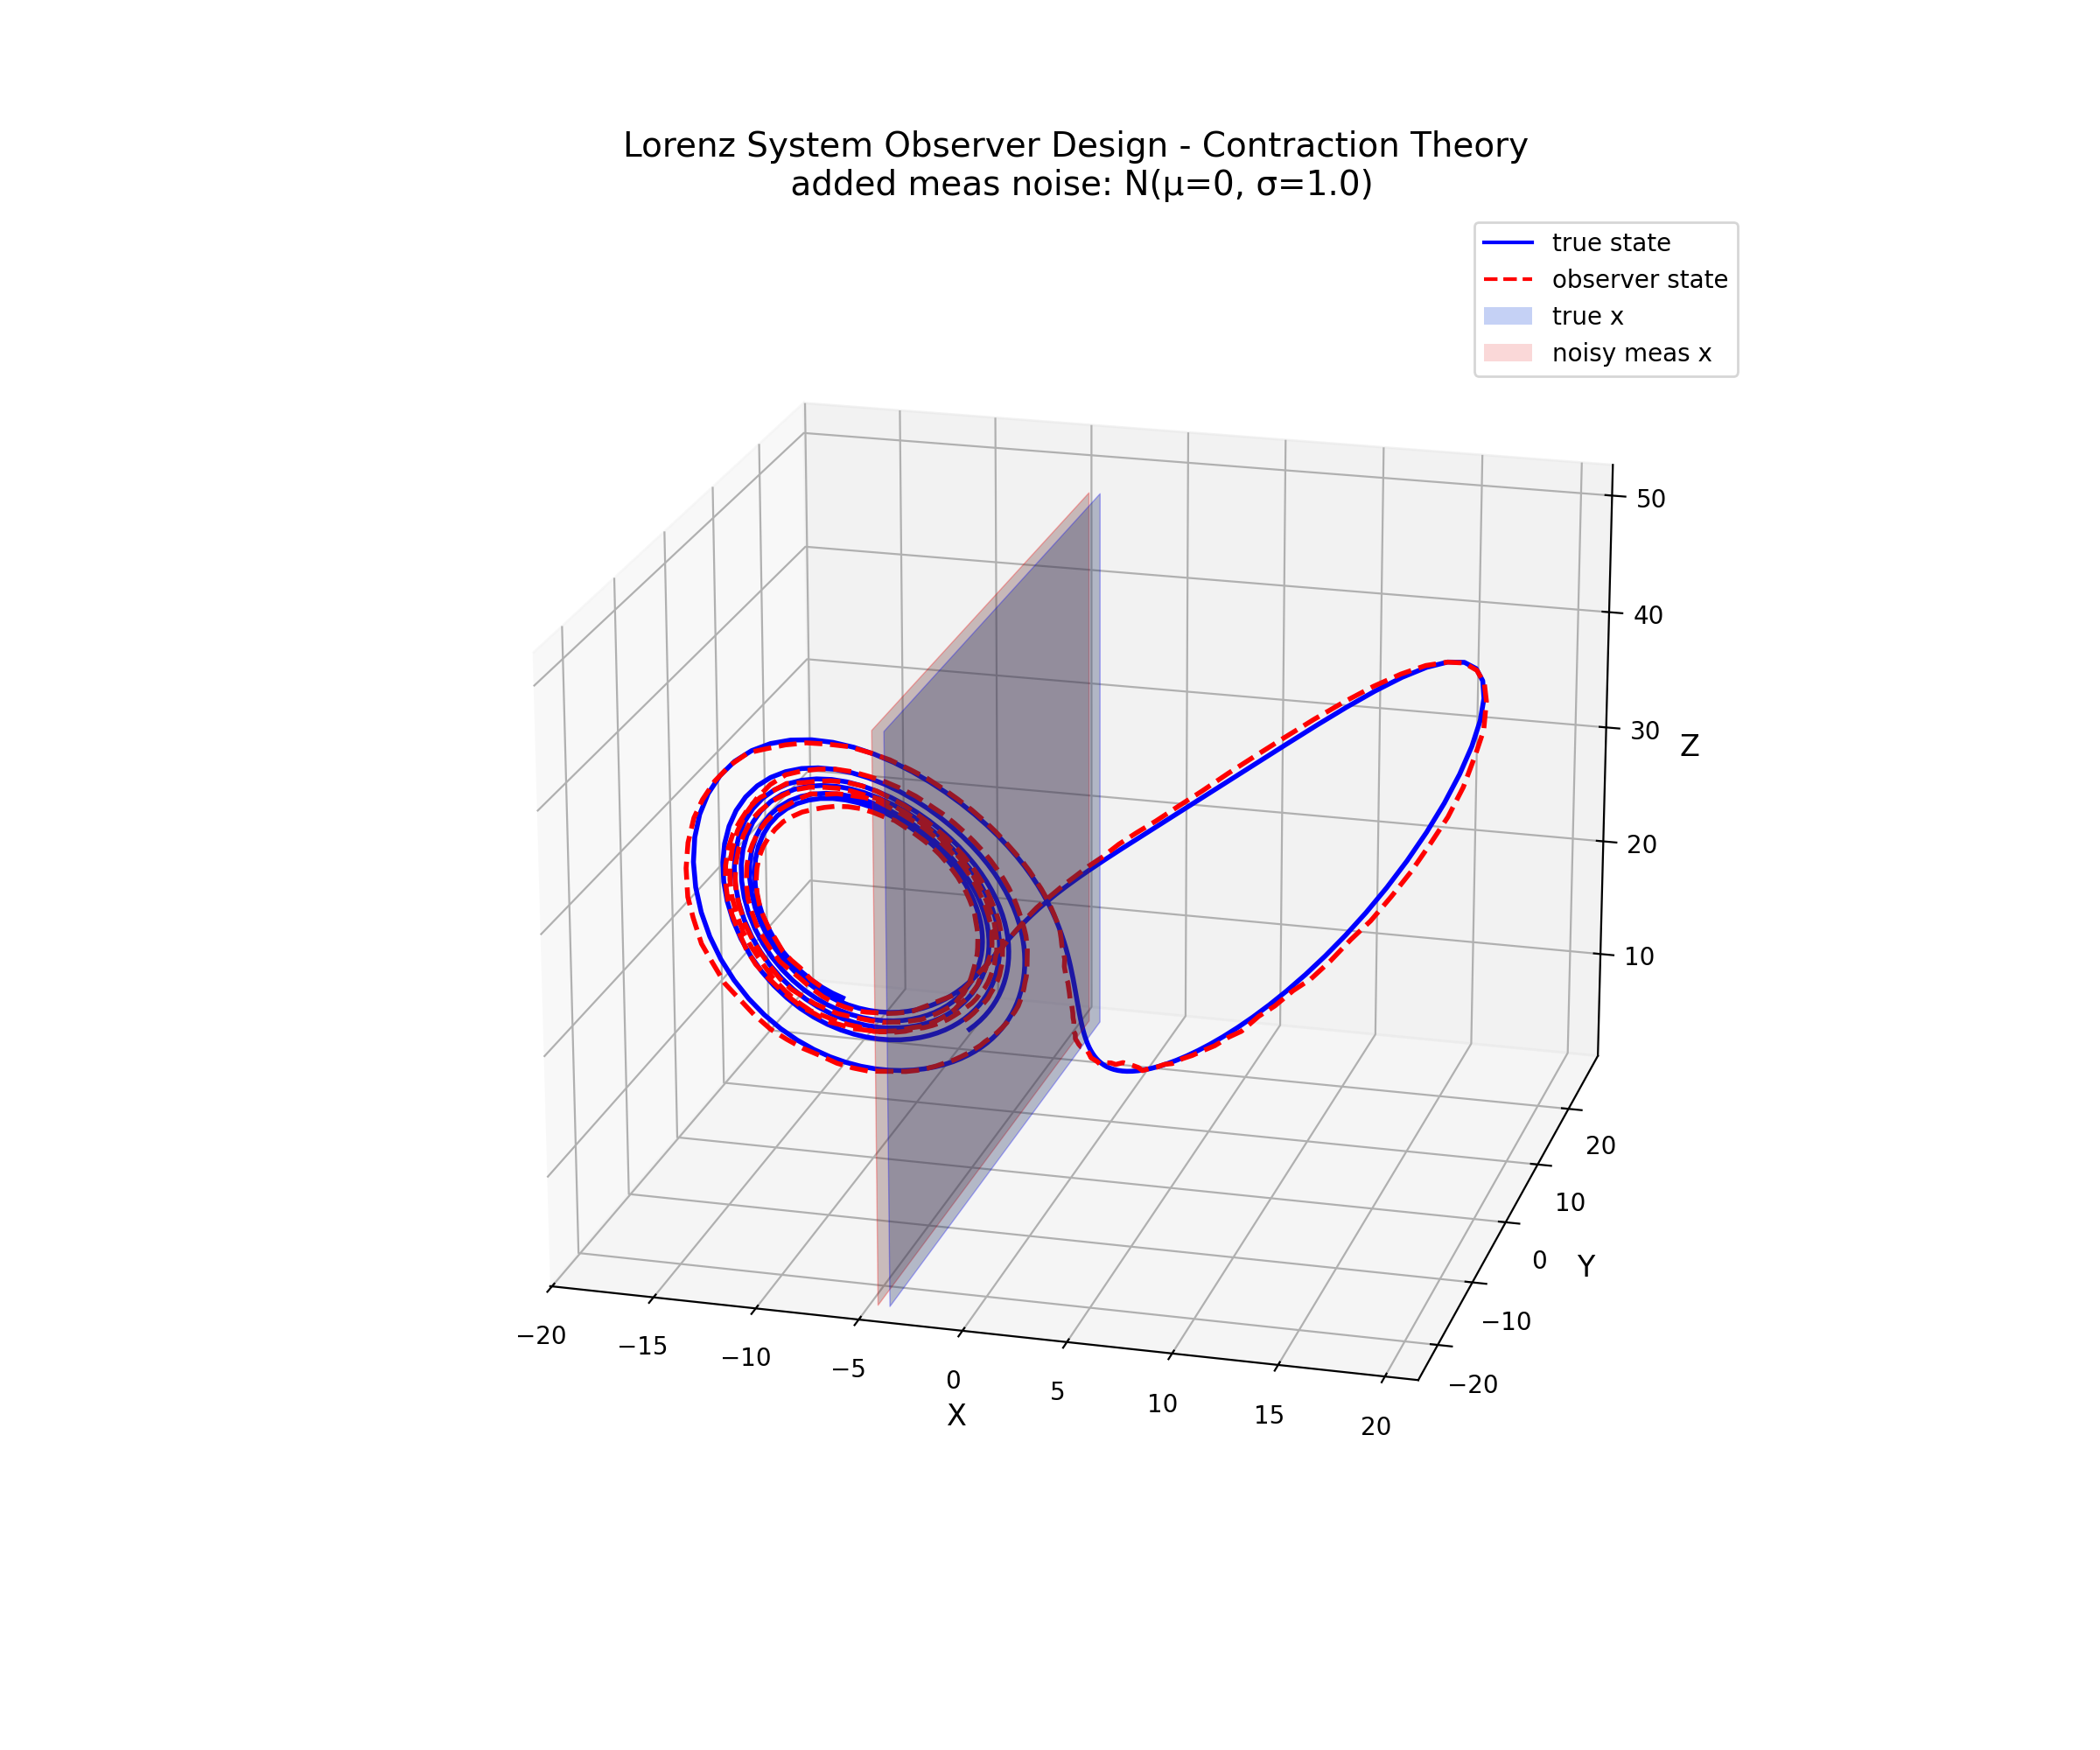 Lorenz System Observer Design - Contraction Theory
added meas noise: N(μ=0, σ=1.0)
true state
observer state
true x
noisy meas x
50
40
30
Z
20
10
20
10
0
Y
−10
−20
−20
−15
−10
−5
0
5
10
15
20
X